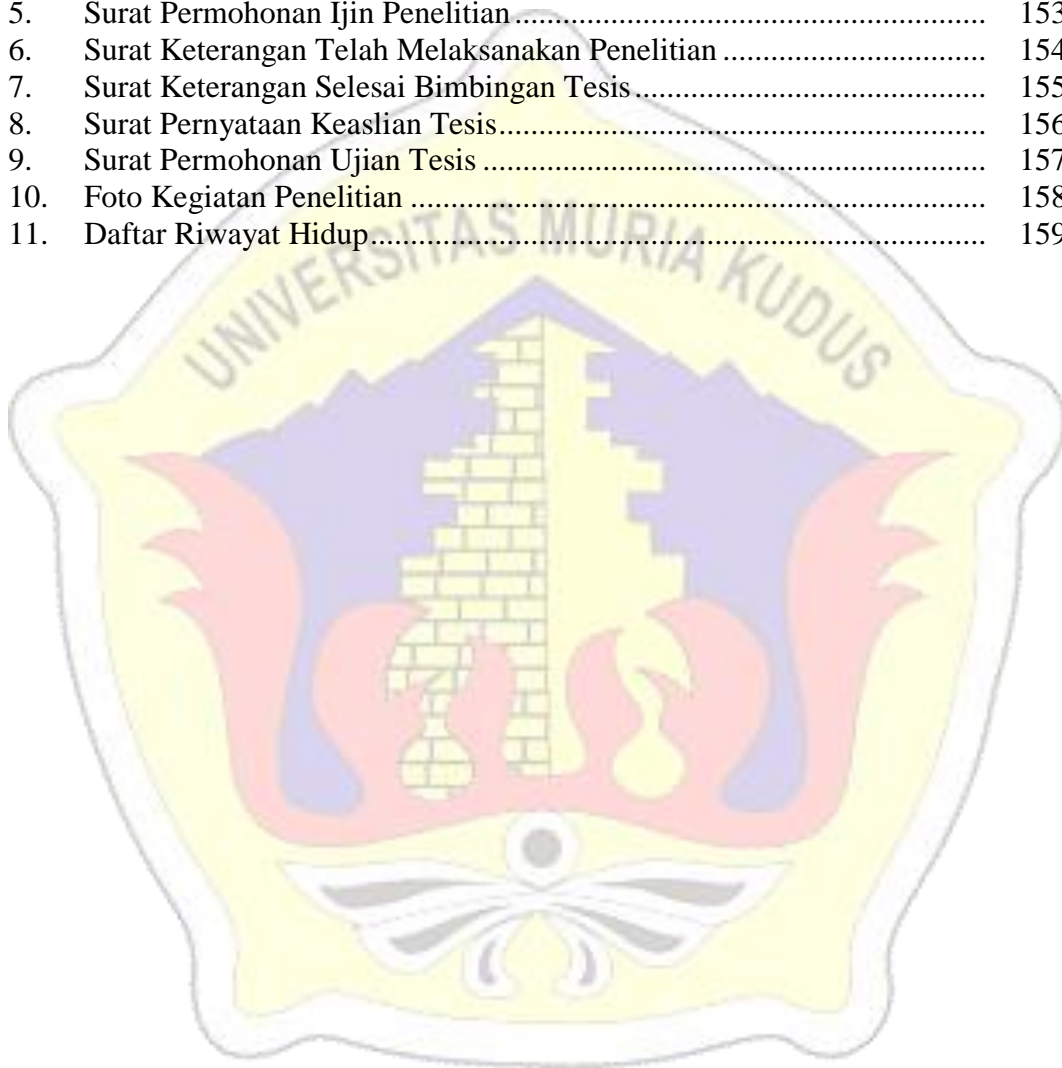 5. Surat Permohonan Ijin Penelitian ........................................................... 153
6. Surat Keterangan Telah Melaksanakan Penelitian ................................. 154
7. Surat Keterangan Selesai Bimbingan Tesis ............................................ 155
8. Surat Pernyataan Keaslian Tesis ............................................................. 156
9. Surat Permohonan Ujian Tesis ............................................................... 157
10. Foto Kegiatan Penelitian ........................................................................ 158
11. Daftar Riwayat Hidup ............................................................................. 159
UNIVERSITAS MURIA KUDUS